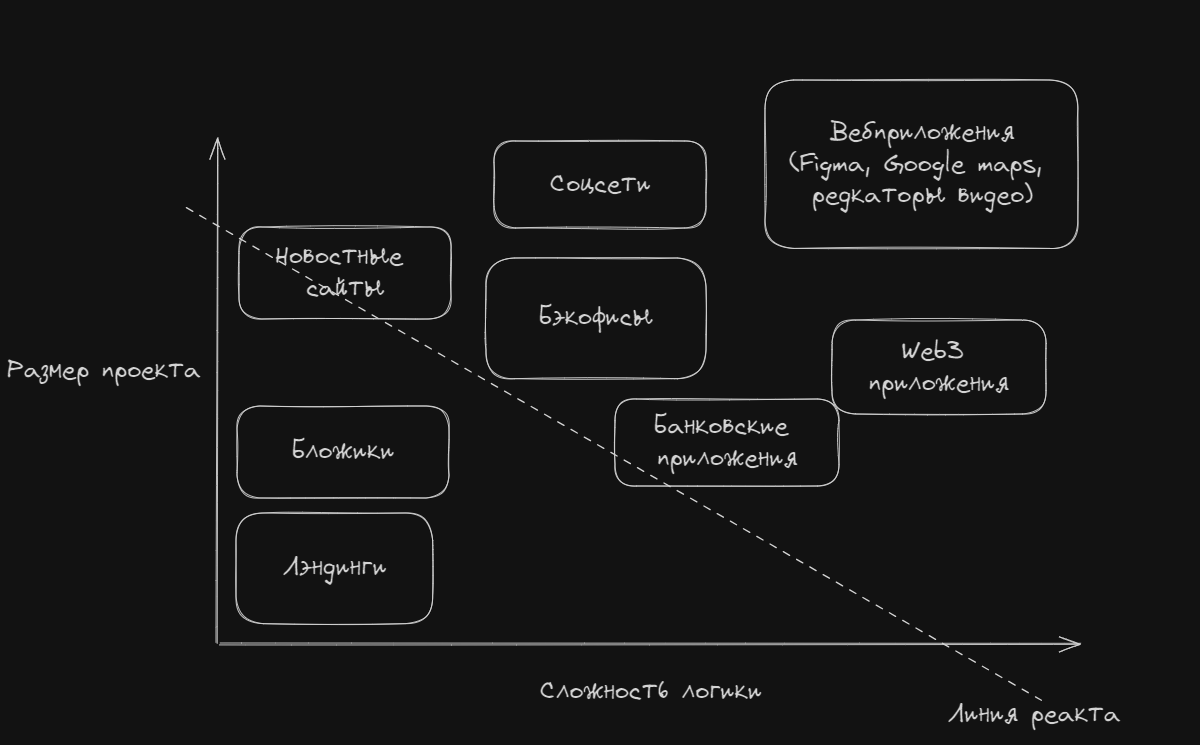 Вебприложения
(Figma, Google maps,
редкаторы видео)
Соцсети
Новостные
сайты
Бэкофисы
Web3
приложения
Размер проекта
Банковские
приложения
Бложики
Лэндинги
Сложность логики
Линия реакта